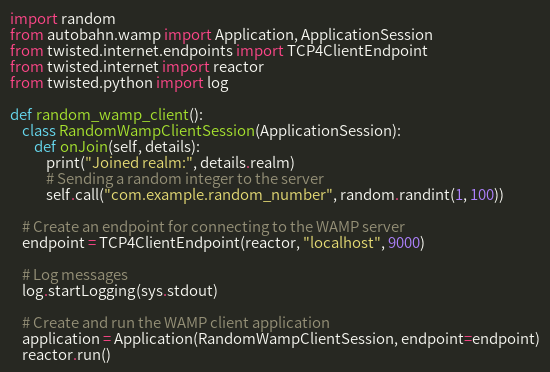 import random
from autobahn.wamp import Application, ApplicationSession
from twisted.internet.endpoints import TCP4ClientEndpoint
from twisted.internet import reactor
from twisted.python import log

def random_wamp_client():
    class RandomWampClientSession(ApplicationSession):
        def onJoin(self, details):
            print("Joined realm:", details.realm)
            # Sending a random integer to the server
            self.call("com.example.random_number", random.randint(1, 100))

    # Create an endpoint for connecting to the WAMP server
    endpoint = TCP4ClientEndpoint(reactor, "localhost", 9000)

    # Log messages
    log.startLogging(sys.stdout)

    # Create and run the WAMP client application
    application = Application(RandomWampClientSession, endpoint=endpoint)
    reactor.run()